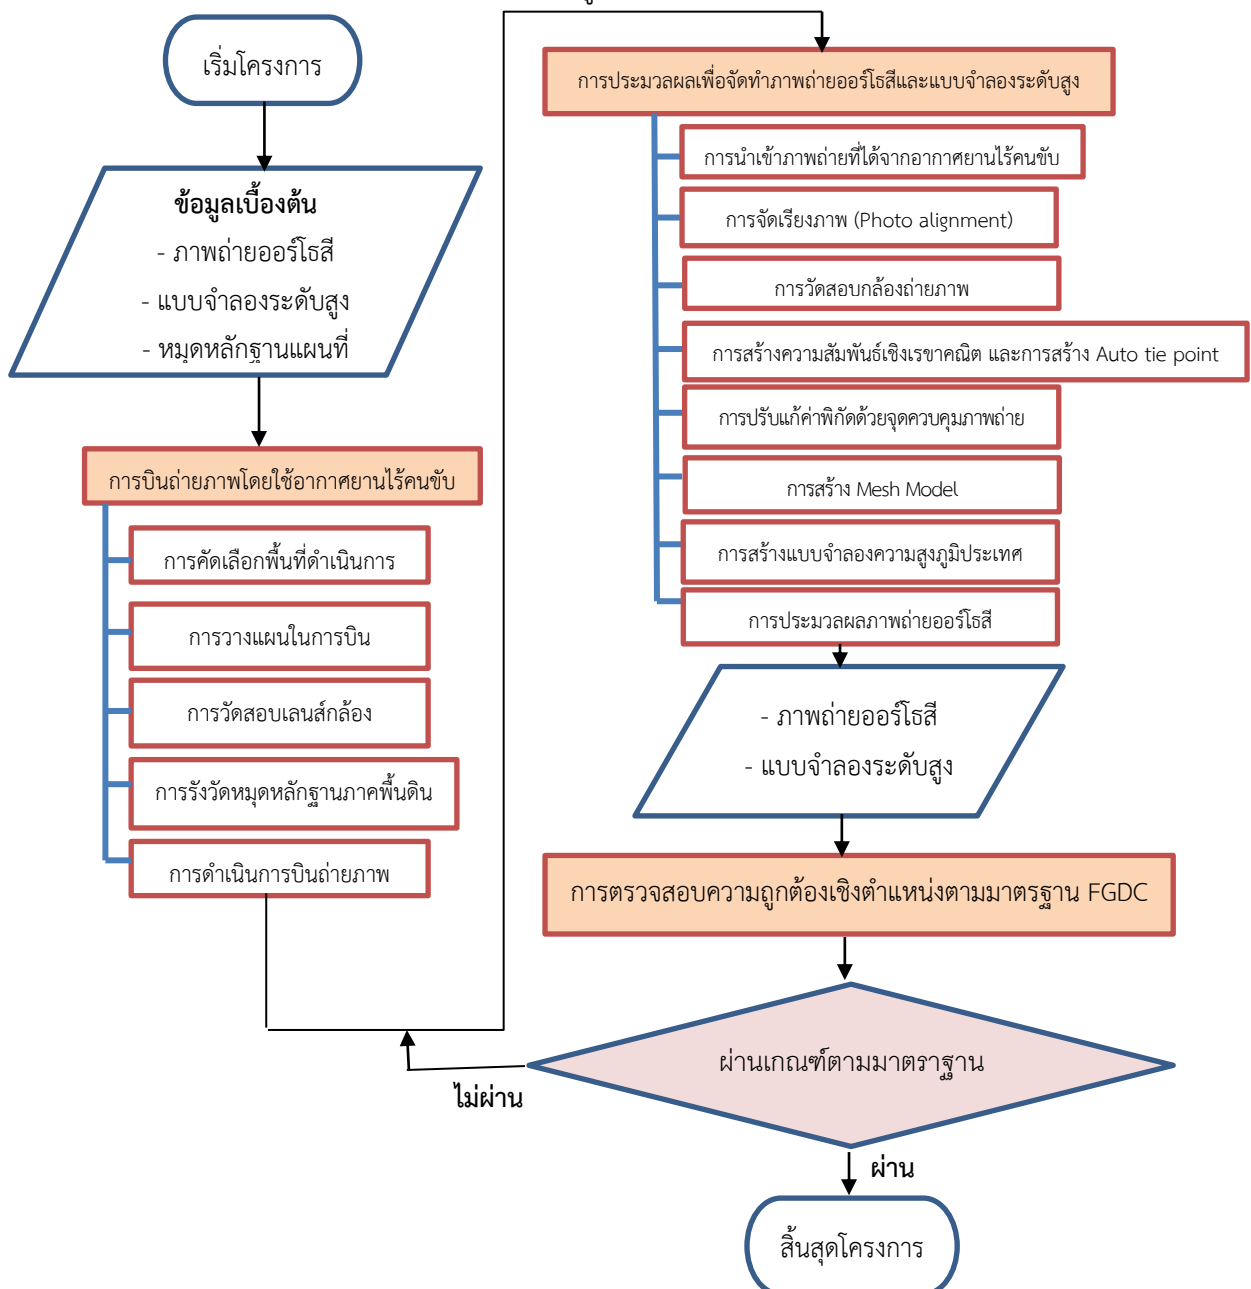 เริ่มโครงการ
ข้อมูลเบื้องต้น
- ภาพถ่ายออร์โธสี
- แบบจำลองระดับสูง
- หมุดหลักฐานแผนที่
การบินถ่ายภาพโดยใช้อากาศยานไร้คนขับ
การคัดเลือกพื้นที่ดำเนินการ
การวางแผนในการบิน
การวัดสอบเลนส์กล้อง
การรังวัดหมุดหลักฐานภาคพื้นดิน
การดำเนินการบินถ่ายภาพ
การประมวลผลเพื่อจัดทำภาพถ่ายออร์โธสีและแบบจำลองระดับสูง
การนำเข้าภาพถ่ายที่ได้จากอากาศยานไร้คนขับ
การจัดเรียงภาพ (Photo alignment)
การวัดสอบกล้องถ่ายภาพ
การสร้างความสัมพันธ์เชิงเรขาคณิต และการสร้าง Auto tie point
การปรับแก้ค่าพิกัดด้วยจุดควบคุมภาพถ่าย
การสร้าง Mesh Model
การสร้างแบบจำลองความสูงภูมิประเทศ
การประมวลผลภาพถ่ายออร์โธสี
- ภาพถ่ายออร์โธสี
- แบบจำลองระดับสูง
การตรวจสอบความถูกต้องเชิงตำแหน่งตามมาตรฐาน FGDC
ผ่านเกณฑ์ตามมาตราฐาน
ไม่ผ่าน
ผ่าน
สิ้นสุดโครงการ